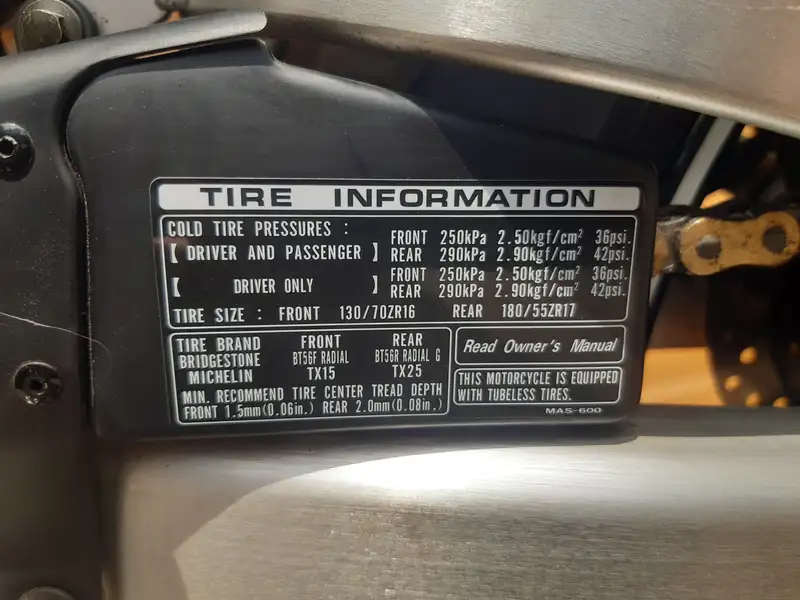 TIRE INFORMATION
COLD TIRE PRESSURES :
【 DRIVER AND PASSENGER 】 FRONT 250kPa 2.50kgf/cm² 36psi.
REAR 290kPa 2.90kgf/cm² 42psi.
【 DRIVER ONLY 】 FRONT 250kPa 2.50kgf/cm² 36psi.
REAR 290kPa 2.90kgf/cm² 42psi.
TIRE SIZE : FRONT 130/70ZR16 REAR 180/55ZR17
TIRE BRAND FRONT REAR
BRIDGESTONE BT56F RADIAL BT56R RADIAL G
MICHELIN TX15 TX25
MIN. RECOMMEND TIRE CENTER TREAD DEPTH
FRONT 1.5mm(0.06in.) REAR 2.0mm(0.08in.)
Read Owner's Manual
THIS MOTORCYCLE IS EQUIPPED
WITH TUBELESS TIRES.
MAS-600